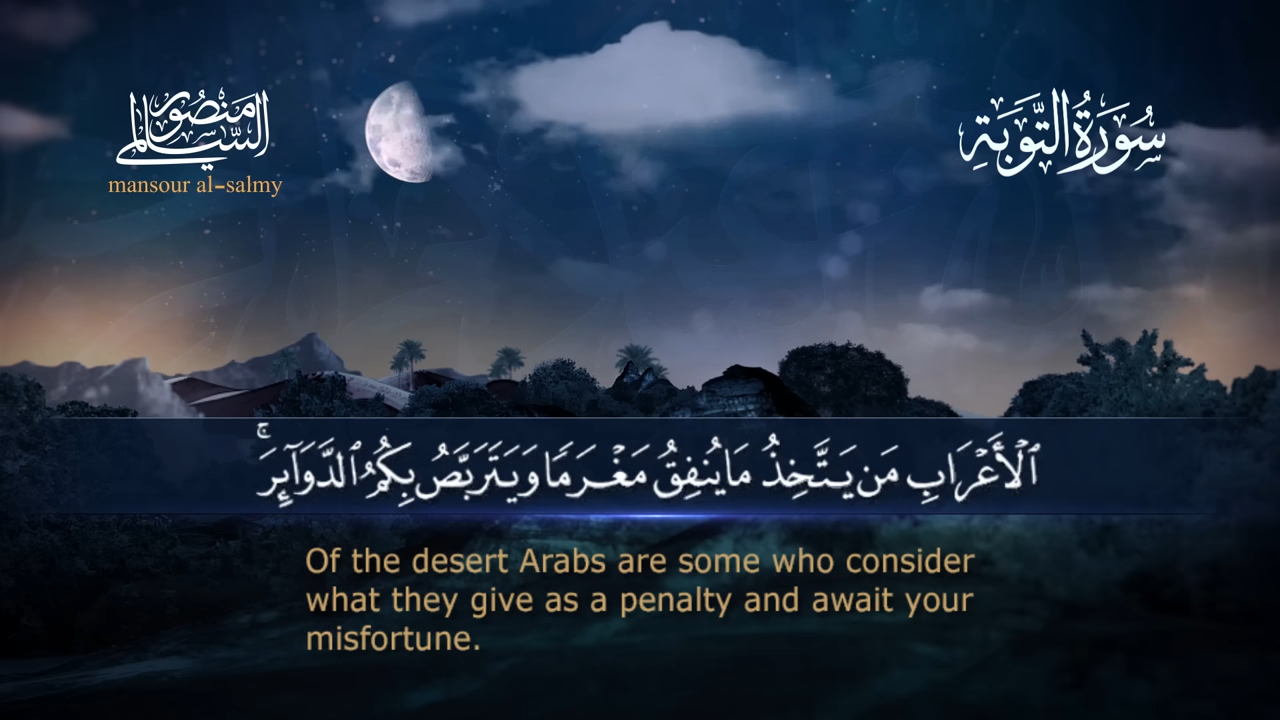 منصور السالمي
mansour al-salmy
سُورَةُ التَّوْبَةِ
ٱلْأَعْرَابِ مَن يَتَّخِذُ مَا يُنفِقُ مَغْرَمًا وَيَتَرَبَّصُ بِكُمُ ٱلدَّوَآئِرَ ۚ
Of the desert Arabs are some who consider
what they give as a penalty and await your
misfortune.